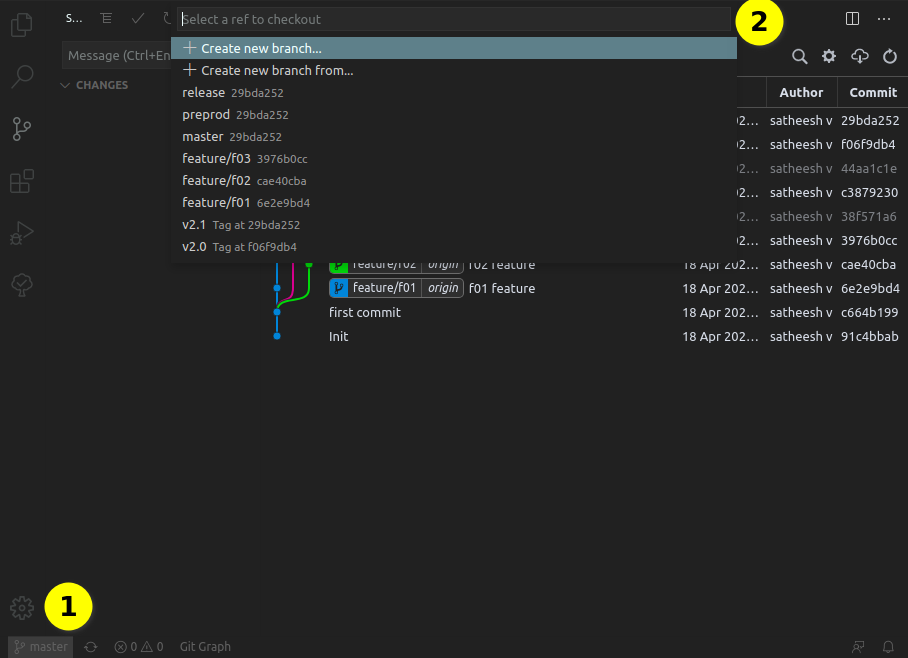 S... Select a ref to checkout 2
Message (Ctrl+En
CHANGES
Create new branch...
Create new branch from...
release 29bda252
preprod 29bda252
master 29bda252
feature/f03 3976b0cc
feature/f02 cae40cba
feature/f01 6e2e9bd4
v2.1 Tag at 29bda252
v2.0 Tag at f06f9db4
Author Commit
02... satheesh v 29bda252
02... satheesh v f06f9db4
02... satheesh v 44aa1c1e
02... satheesh v c3879230
02... satheesh v 38f571a6
02... satheesh v 3976b0cc
feature/f02 origin f02 feature 18 Apr 202... satheesh v cae40cba
feature/f01 origin f01 feature 18 Apr 202... satheesh v 6e2e9bd4
first commit 18 Apr 202... satheesh v c664b199
Init 18 Apr 202... satheesh v 91c4bbab
1
master 0 0 Git Graph